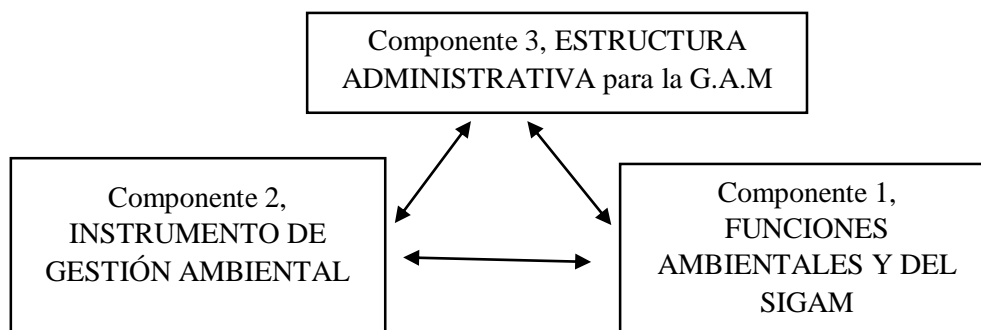 Componente 3, ESTRUCTURA
ADMINISTRATIVA para la G.A.M
Componente 2,
INSTRUMENTO DE
GESTIÓN AMBIENTAL
Componente 1,
FUNCIONES
AMBIENTALES Y DEL
SIGAM